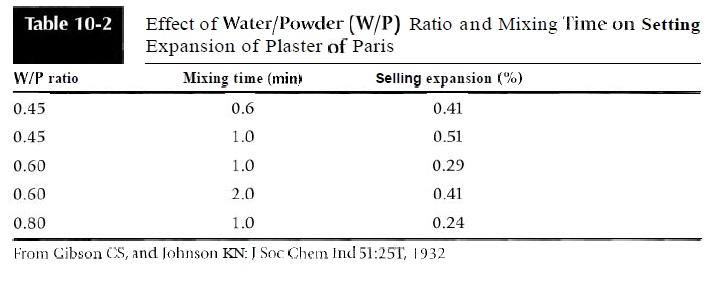 Table 10-2
Effect of Water/Powder (W/P) Ratio and Mixing Time on Setting
Expansion of Plaster of Paris
W/P ratio Mixing time (min) Selling expansion (%)
0.45 0.6 0.41
0.45 1.0 0.51
0.60 1.0 0.29
0.60 2.0 0.41
0.80 1.0 0.24
From Gibson CS, and Johnson KN: J Soc Chem Ind 51:25T, 1932